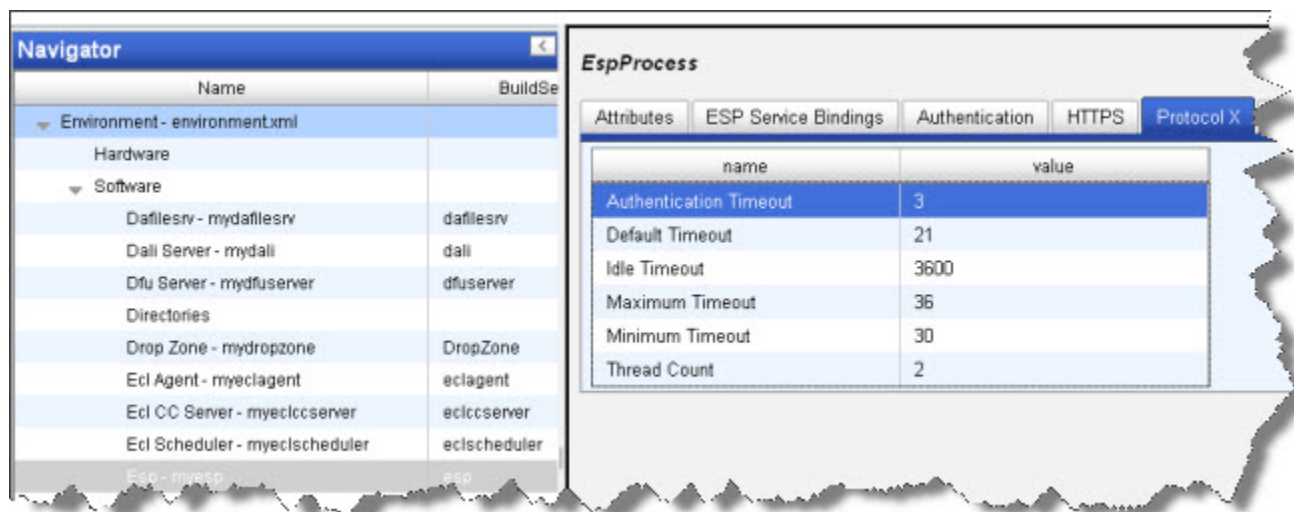 Navigator
Name BuildSe
Environment - environment.xml
Hardware
Software
Dafilesrv - mydafilesrv dafilesrv
Dali Server - mydali dali
Dfu Server - mydfuserver dfuserver
Directories
Drop Zone - mydropzone DropZone
Ecl Agent - myeclagent eclagent
Ecl CC Server - myeclccserver eclccserver
Ecl Scheduler - myeclscheduler eclscheduler
Esp - myesp esp
EspProcess
Attributes ESP Service Bindings Authentication HTTPS Protocol X
name value
Authentication Timeout 3
Default Timeout 21
Idle Timeout 3600
Maximum Timeout 36
Minimum Timeout 30
Thread Count 2